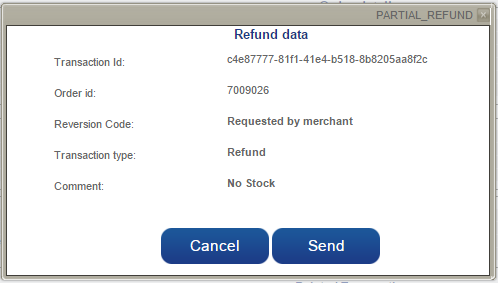 PARTIAL_REFUND
Refund data
Transaction Id: c4e87777-81f1-41e4-b518-8b8205aa8f2c
Order id: 7009026
Reversion Code: Requested by merchant
Transaction type: Refund
Comment: No Stock
Cancel Send